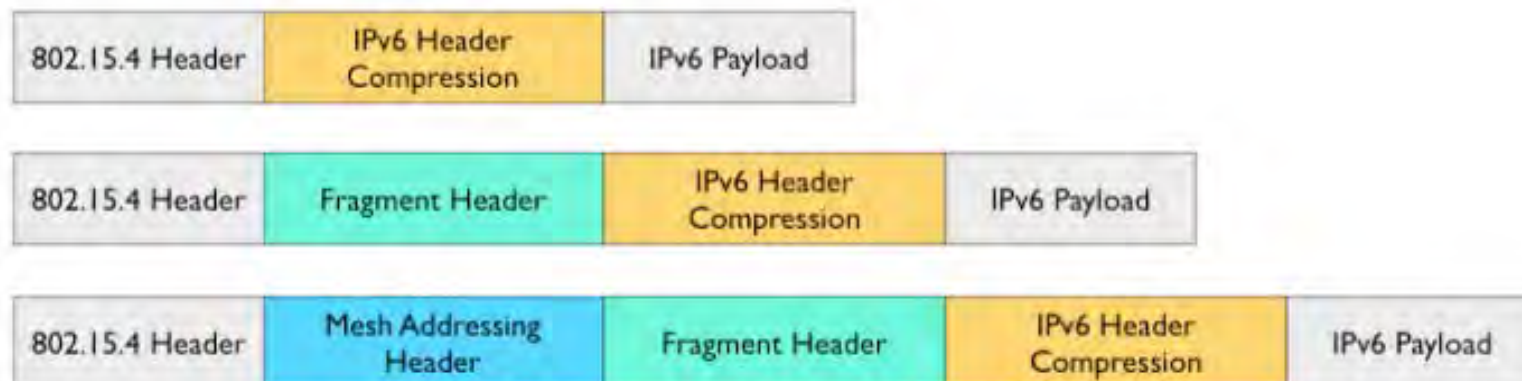 802.15.4 Header IPv6 Header Compression IPv6 Payload
802.15.4 Header Fragment Header IPv6 Header Compression IPv6 Payload
802.15.4 Header Mesh Addressing Header Fragment Header IPv6 Header Compression IPv6 Payload